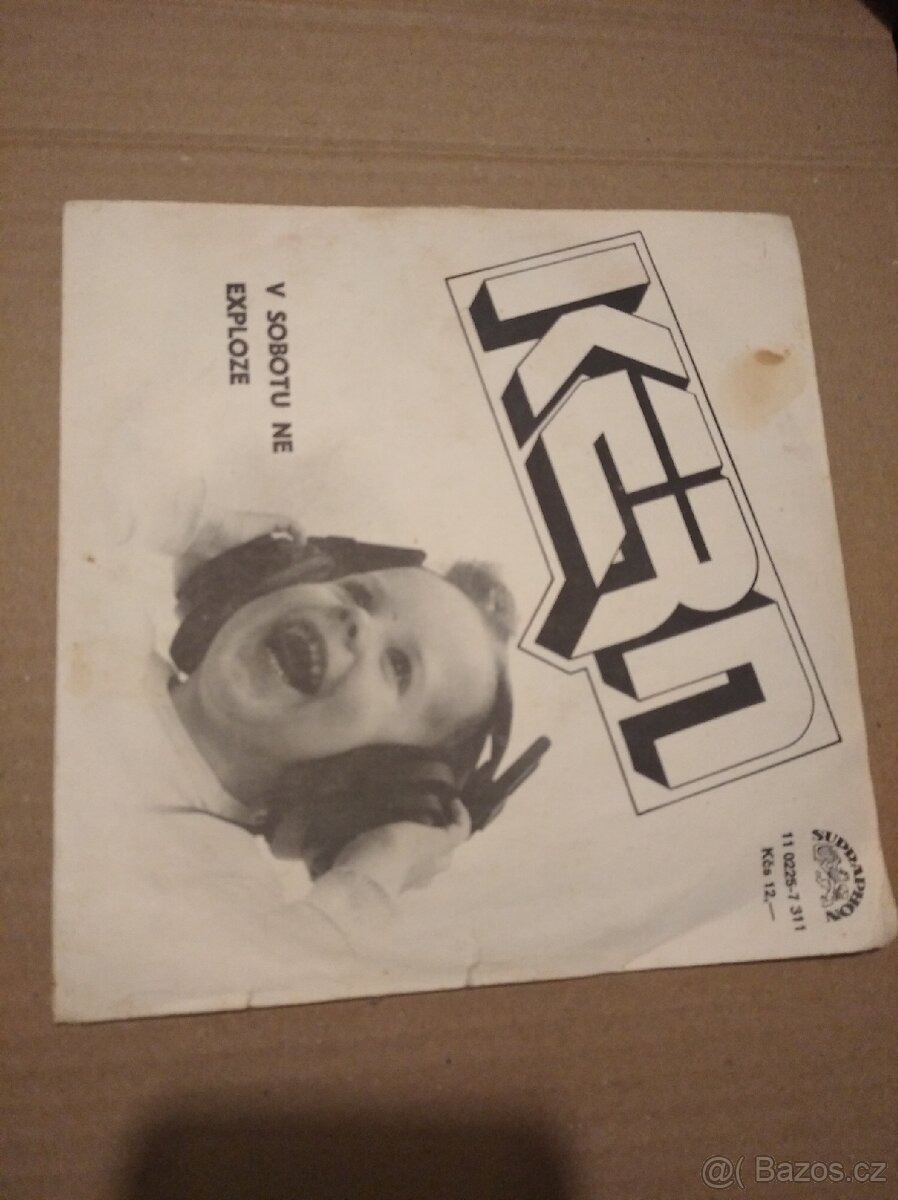 KERN
SUPRAPHON
11 0225-7 311
Kčs 12,—
V SOBOTU NE
EXPLOZE
@( Bazos.cz